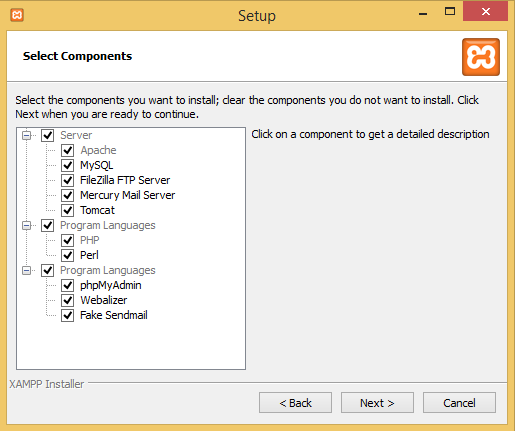 Setup
Select Components
Select the components you want to install; clear the components you do not want to install. Click
Next when you are ready to continue.
Server
Apache
MySQL
FileZilla FTP Server
Mercury Mail Server
Tomcat
Program Languages
PHP
Perl
Program Languages
phpMyAdmin
Webalizer
Fake Sendmail
Click on a component to get a detailed description
XAMPP Installer
< Back
Next >
Cancel